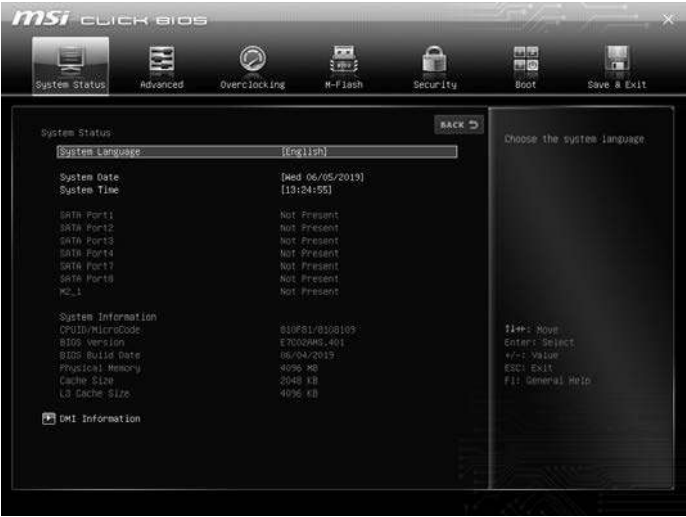 msi CLICK BIOS
System Status
Advanced
Overclocking
M-Flash
Security
Boot
Save & Exit
System Status
BACK
Choose the system language
System Language [English]
System Date [Wed 06/05/2019]
System Time [13:24:55]
SATA Port1 Not Present
SATA Port2 Not Present
SATA Port3 Not Present
SATA Port4 Not Present
SATA Port7 Not Present
SATA Port8 Not Present
M2_1 Not Present
System Information
CPUID/MicroCode 810F81/8108109
BIOS Version E7C02AMS.401
BIOS Build Date 06/04/2019
Physical Memory 4096 MB
Cache Size 2048 KB
L3 Cache Size 4096 KB
DMI Information
↑↓←→: Move
Enter: Select
+/-: Value
ESC: Exit
F1: General Help